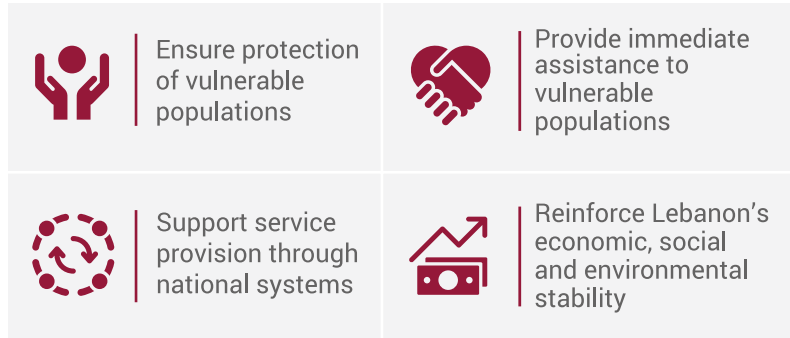 Ensure protection
of vulnerable
populations
Provide immediate
assistance to
vulnerable
populations
Support service
provision through
national systems
Reinforce Lebanon's
economic, social
and environmental
stability